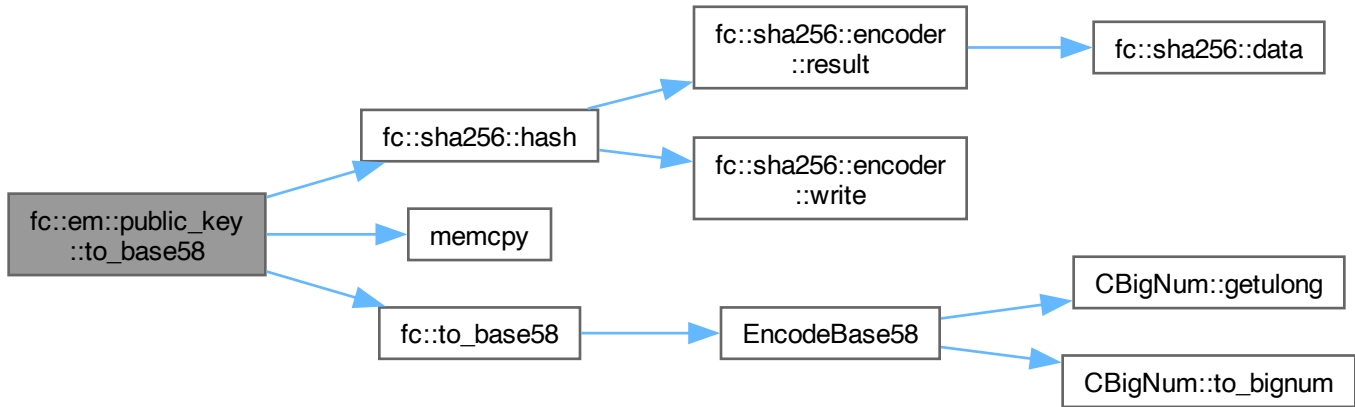 fc::em::public_key
::to_base58
fc::sha256::hash
memcpy
fc::to_base58
fc::sha256::encoder
::result
fc::sha256::encoder
::write
EncodeBase58
fc::sha256::data
CBigNum::getulong
CBigNum::to_bignum